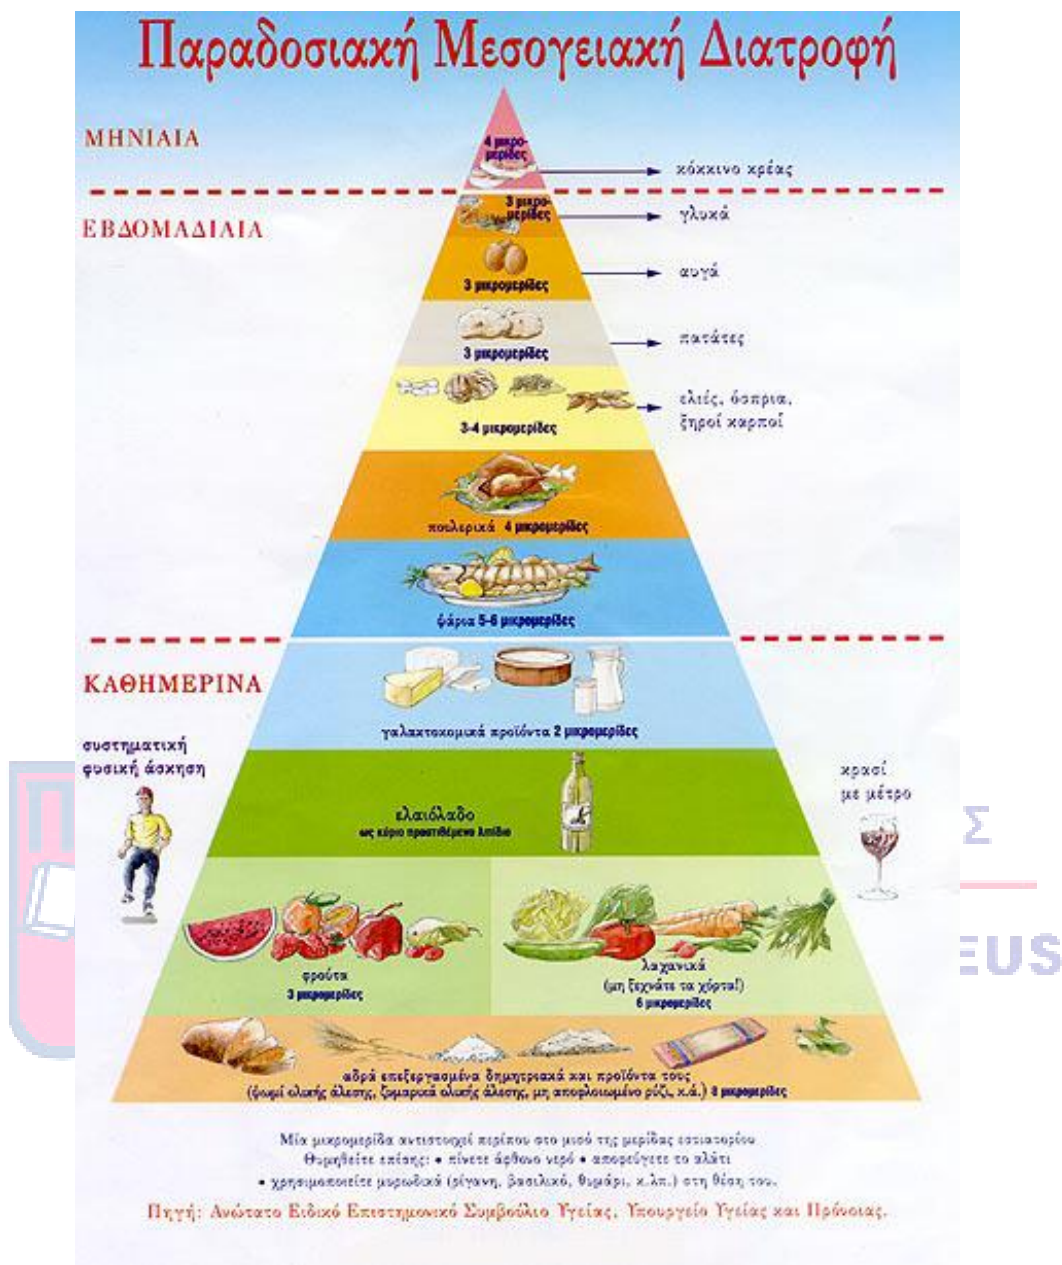 Παραδοσιακή Μεσογειακή Διατροφή
ΜΗΝΙΑΙΑ
4 μικρο-
μερίδες
κόκκινο κρέας
ΕΒΔΟΜΑΔΙΑΙΑ
3 μικρο-
μερίδες
γλυκά
αυγά
3 μικρομερίδες
πατάτες
3 μικρομερίδες
ελιές, όσπρια,
ξηροί καρποί
3-4 μικρομερίδες
πουλερικά 4 μικρομερίδες
ψάρια 5-6 μικρομερίδες
ΚΑΘΗΜΕΡΙΝΑ
γαλακτοκομικά προϊόντα 2 μικρομερίδες
συστηματική
φυσική άσκηση
κρασί
με μέτρο
ελαιόλαδο
ως κύριο προστιθέμενο λιπίδιο
Σ
EUS
φρούτα
3 μικρομερίδες
λαχανικά
(μη ξεχνάτε τα χόρτα!)
6 μικρομερίδες
αδρά επεξεργασμένα δημητριακά και προϊόντα τους
(ψωμί ολικής άλεσης, ζυμαρικά ολικής άλεσης, μη αποφλοιωμένο ρύζι, κ.ά.) 8 μικρομερίδες
Μία μικρομερίδα αντιστοιχεί περίπου στο μισό της μερίδας εστιατορίου
Θυμηθείτε επίσης: • πίνετε άφθονο νερό • αποφεύγετε το αλάτι
• χρησιμοποιείτε μυρωδικά (ρίγανη, βασιλικό, θυμάρι, κ.λπ.) στη θέση του.
Πηγή: Ανώτατο Ειδικό Επιστημονικό Συμβούλιο Υγείας, Υπουργείο Υγείας και Πρόνοιας.